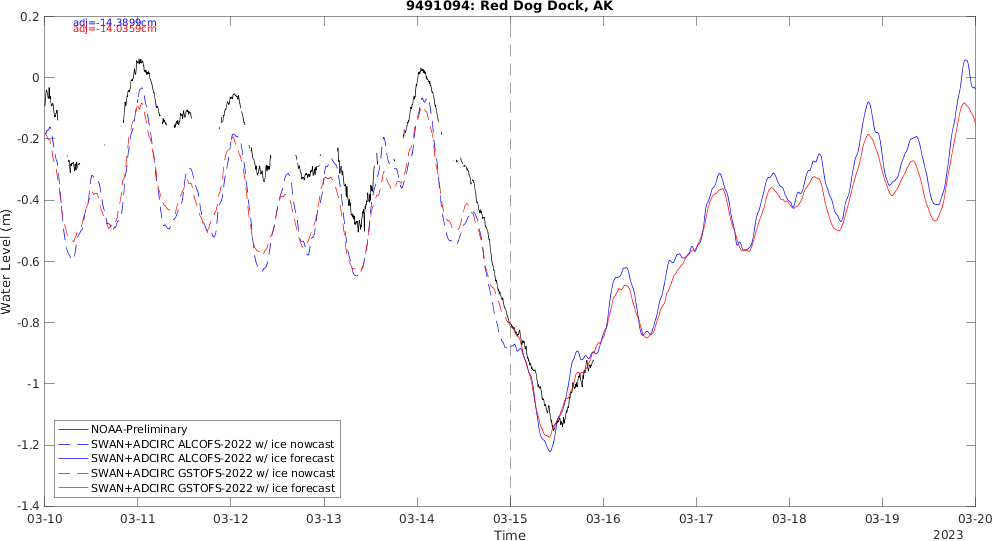 9491094: Red Dog Dock, AK
adj=-14.3899cm
adj=-14.0359cm
0.2
0
-0.2
-0.4
-0.6
-0.8
-1
-1.2
-1.4
Water Level (m)
NOAA-Preliminary
SWAN+ADCIRC ALCOFS-2022 w/ ice nowcast
SWAN+ADCIRC ALCOFS-2022 w/ ice forecast
SWAN+ADCIRC GSTOFS-2022 w/ ice nowcast
SWAN+ADCIRC GSTOFS-2022 w/ ice forecast
03-10 03-11 03-12 03-13 03-14 03-15 03-16 03-17 03-18 03-19 03-20
Time
2023